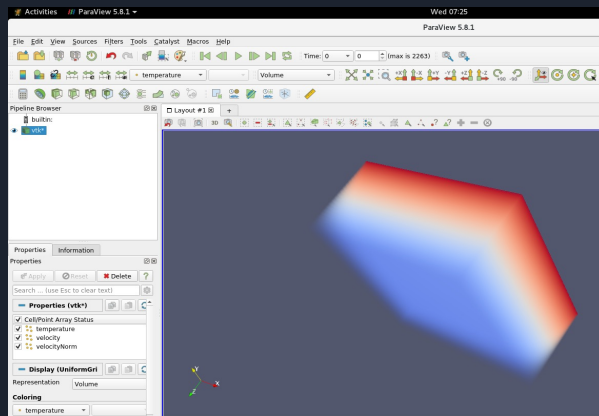 Activities ParaView 5.8.1 Wed 07:25
ParaView 5.8.1
File Edit View Sources Filters Tools Catalyst Macros Help
Time: 0 0 (max is 2263)
temperature Volume
Pipeline Browser
Layout #1 +
builtin:
vtk*
3D
Properties Information
Properties
Apply Reset Delete ?
Search ... (use Esc to clear text)
Properties (vtk*)
Cell/Point Array Status
temperature
velocity
velocityNorm
Display (UniformGri
Representation Volume
Coloring
temperature
Y
X
Z